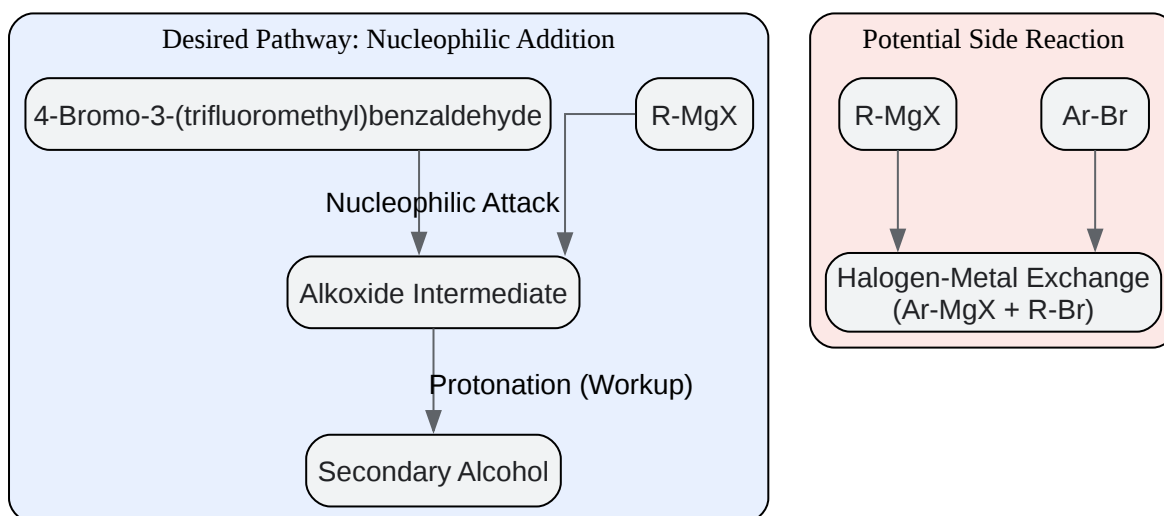 Desired Pathway: Nucleophilic Addition
4-Bromo-3-(trifluoromethyl)benzaldehyde
R-MgX
Nucleophilic Attack
Alkoxide Intermediate
Protonation (Workup)
Secondary Alcohol
Potential Side Reaction
R-MgX
Ar-Br
Halogen-Metal Exchange
(Ar-MgX + R-Br)